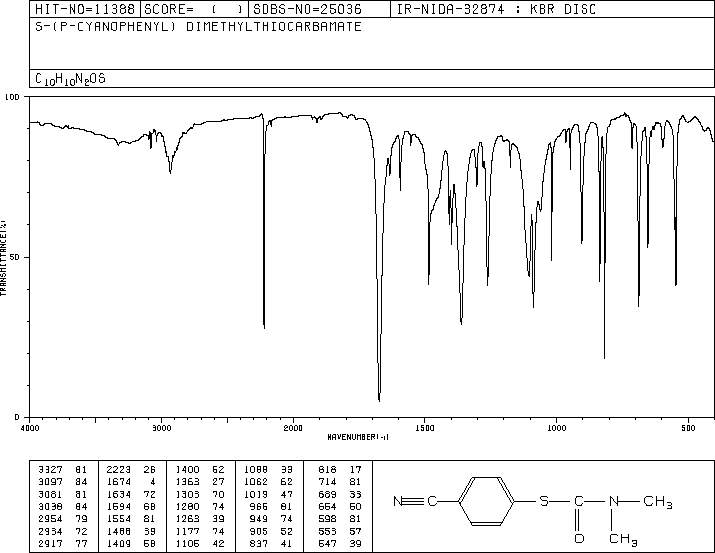 HIT-NO=11388 SCORE= ( ) SDBS-NO=25036 IR-NIDA-32874 : KBR DISC
S-(P-CYANOPHENYL) DIMETHYLTHIOCARBAMATE
C10H10N2OS
100
50
0
TRANSMITTANCE(%)
4000 3000 2000 1500 1000 500
WAVENUMBER(-1)
3327 81 2223 26 1400 52 1088 33 818 17
3097 84 1674 4 1363 27 1062 62 714 81
3081 81 1634 72 1303 70 1019 47 689 33
3038 84 1594 68 1280 74 966 81 654 50
2954 79 1554 81 1263 39 949 74 598 81
2934 72 1488 39 1177 74 905 52 553 57
2917 77 1409 58 1105 42 837 41 547 39
N C S C N CH3
O CH3